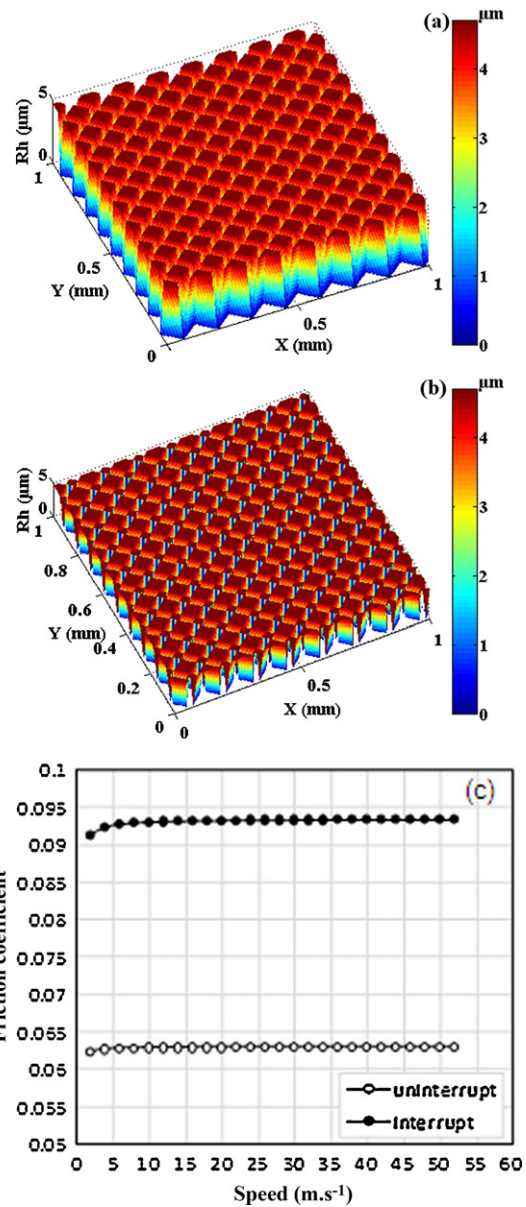 (a)
µm
5
Rh (µm)
0
1
0.5
Y (mm)
0
0
0.5
X (mm)
1
4
3
2
1
0
(b)
µm
5
Rh (µm)
0
1
0.8
0.6
Y (mm)
0.4
0.2
0
0
0.5
X (mm)
1
4
3
2
1
0
(c)
0.1
0.095
0.09
0.085
0.08
0.075
0.07
0.065
0.06
0.055
0.05
Friction coefficient
uninterrupt
Interrupt
0 5 10 15 20 25 30 35 40 45 50 55 60
Speed (m.s⁻¹)